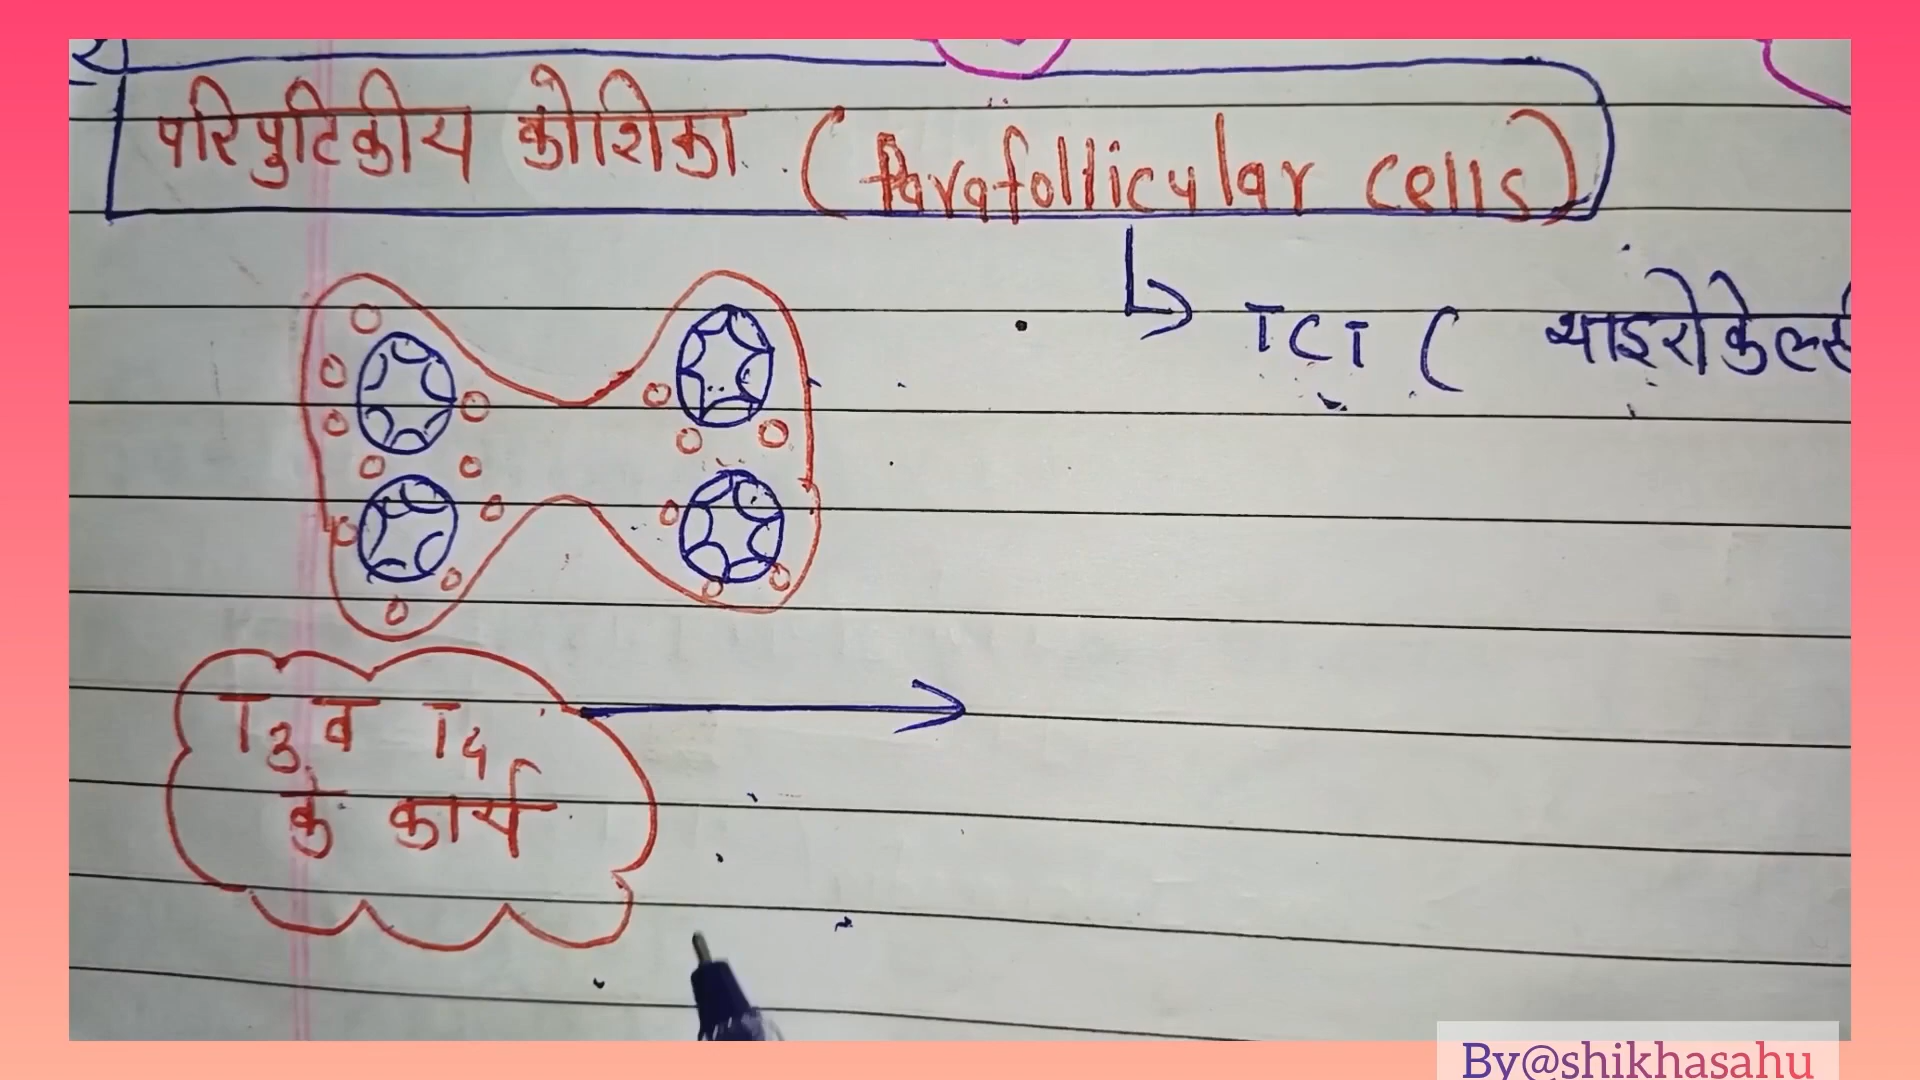 परिपुटिकीय कोशिका (Parafollicular cells)
TCT ( थाइरोकेल्स
T3 व T4
के कार्य
By@shikhasahu